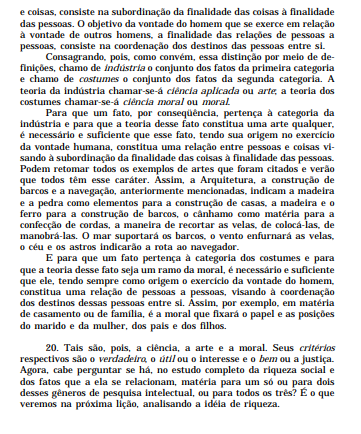 e coisas, consiste na subordinação da finalidade das coisas à finalidade
das pessoas. O objetivo da vontade do homem que se exerce em relação
à vontade de outros homens, a finalidade das relações de pessoas a
pessoas, consiste na coordenação dos destinos das pessoas entre si.
Consagrando, pois, como convém, essa distinção por meio de de-
finições, chamo de indústria o conjunto dos fatos da primeira categoria
e chamo de costumes o conjunto dos fatos da segunda categoria. A
teoria da indústria chamar-se-á ciência aplicada ou arte; a teoria dos
costumes chamar-se-á ciência moral ou moral.
Para que um fato, por conseqüência, pertença à categoria da
indústria e para que a teoria desse fato constitua uma arte qualquer,
é necessário e suficiente que esse fato, tendo sua origem no exercício
da vontade humana, constitua uma relação entre pessoas e coisas vi-
sando à subordinação da finalidade das coisas à finalidade das pessoas.
Podem retomar todos os exemplos de artes que foram citados e verão
que todos têm esse caráter. Assim, a Arquitetura, a construção de
barcos e a navegação, anteriormente mencionadas, indicam a madeira
e a pedra como elementos para a construção de casas, a madeira e o
ferro para a construção de barcos, o cânhamo como matéria para a
confecção de cordas, a maneira de recortar as velas, de colocá-las, de
manobrá-las. O mar suportará os barcos, o vento enfurnará as velas,
o céu e os astros indicarão a rota ao navegador.
E para que um fato pertença à categoria dos costumes e para
que a teoria desse fato seja um ramo da moral, é necessário e suficiente
que ele, tendo sempre como origem o exercício da vontade do homem,
constitua uma relação de pessoas a pessoas, visando à coordenação
dos destinos dessas pessoas entre si. Assim, por exemplo, em matéria
de casamento ou de família, é a moral que fixará o papel e as posições
do marido e da mulher, dos pais e dos filhos.
20. Tais são, pois, a ciência, a arte e a moral. Seus critérios
respectivos são o verdadeiro, o útil ou o interesse e o bem ou a justiça.
Agora, cabe perguntar se há, no estudo completo da riqueza social e
dos fatos que a ela se relacionam, matéria para um só ou para dois
desses gêneros de pesquisa intelectual, ou para todos os três? É o que
veremos na próxima lição, analisando a idéia de riqueza.